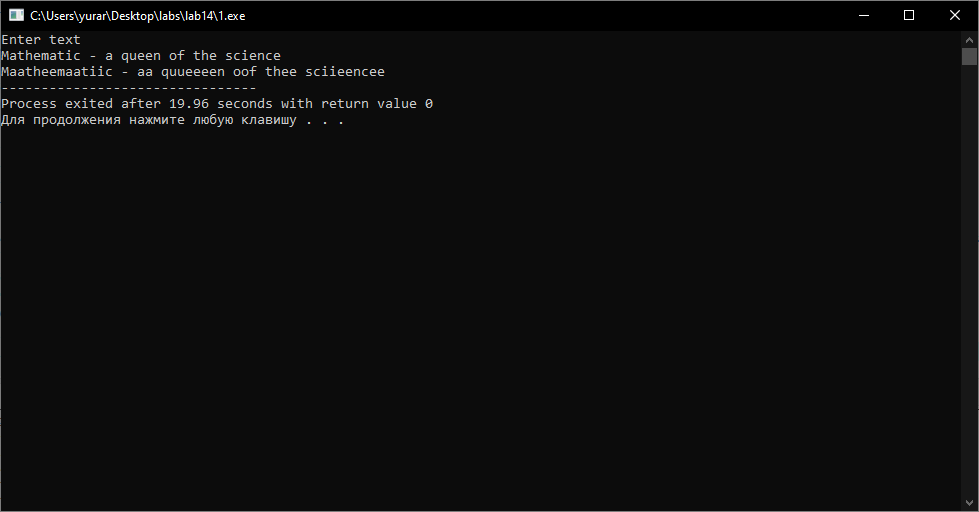 C:\Users\yurar\Desktop\labs\lab14\1.exe
Enter text
Mathematic - a queen of the science
Maatheemaatiic - aa quueeeen oof thee sciieencee
--------------------------------
Process exited after 19.96 seconds with return value 0
Для продолжения нажмите любую клавишу . . .